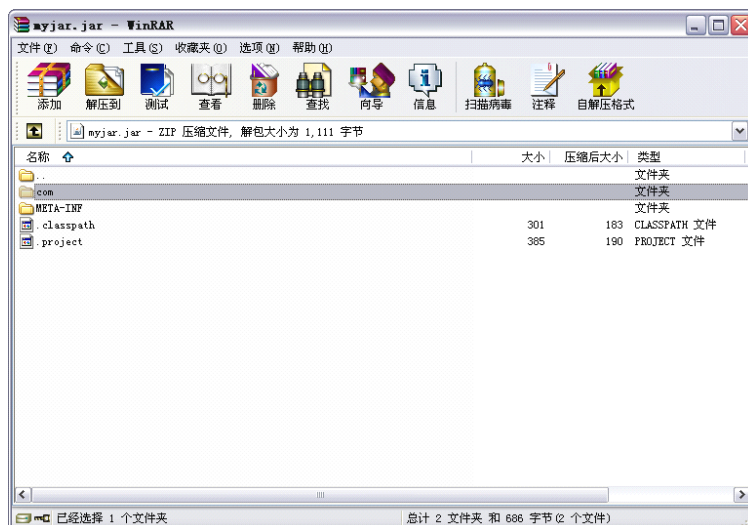 myjar.jar - WinRAR
文件(F) 命令(C) 工具(S) 收藏夹(O) 选项(N) 帮助(H)
添加 解压到 测试 查看 删除 查找 向导 信息 扫描病毒 注释 自解压格式
myjar.jar - ZIP 压缩文件, 解包大小为 1,111 字节
名称 大小 压缩后大小 类型
.. 文件夹
com 文件夹
META-INF 文件夹
.classpath 301 183 CLASSPATH 文件
.project 385 190 PROJECT 文件
已经选择 1 个文件夹 总计 2 文件夹 和 686 字节(2 个文件)